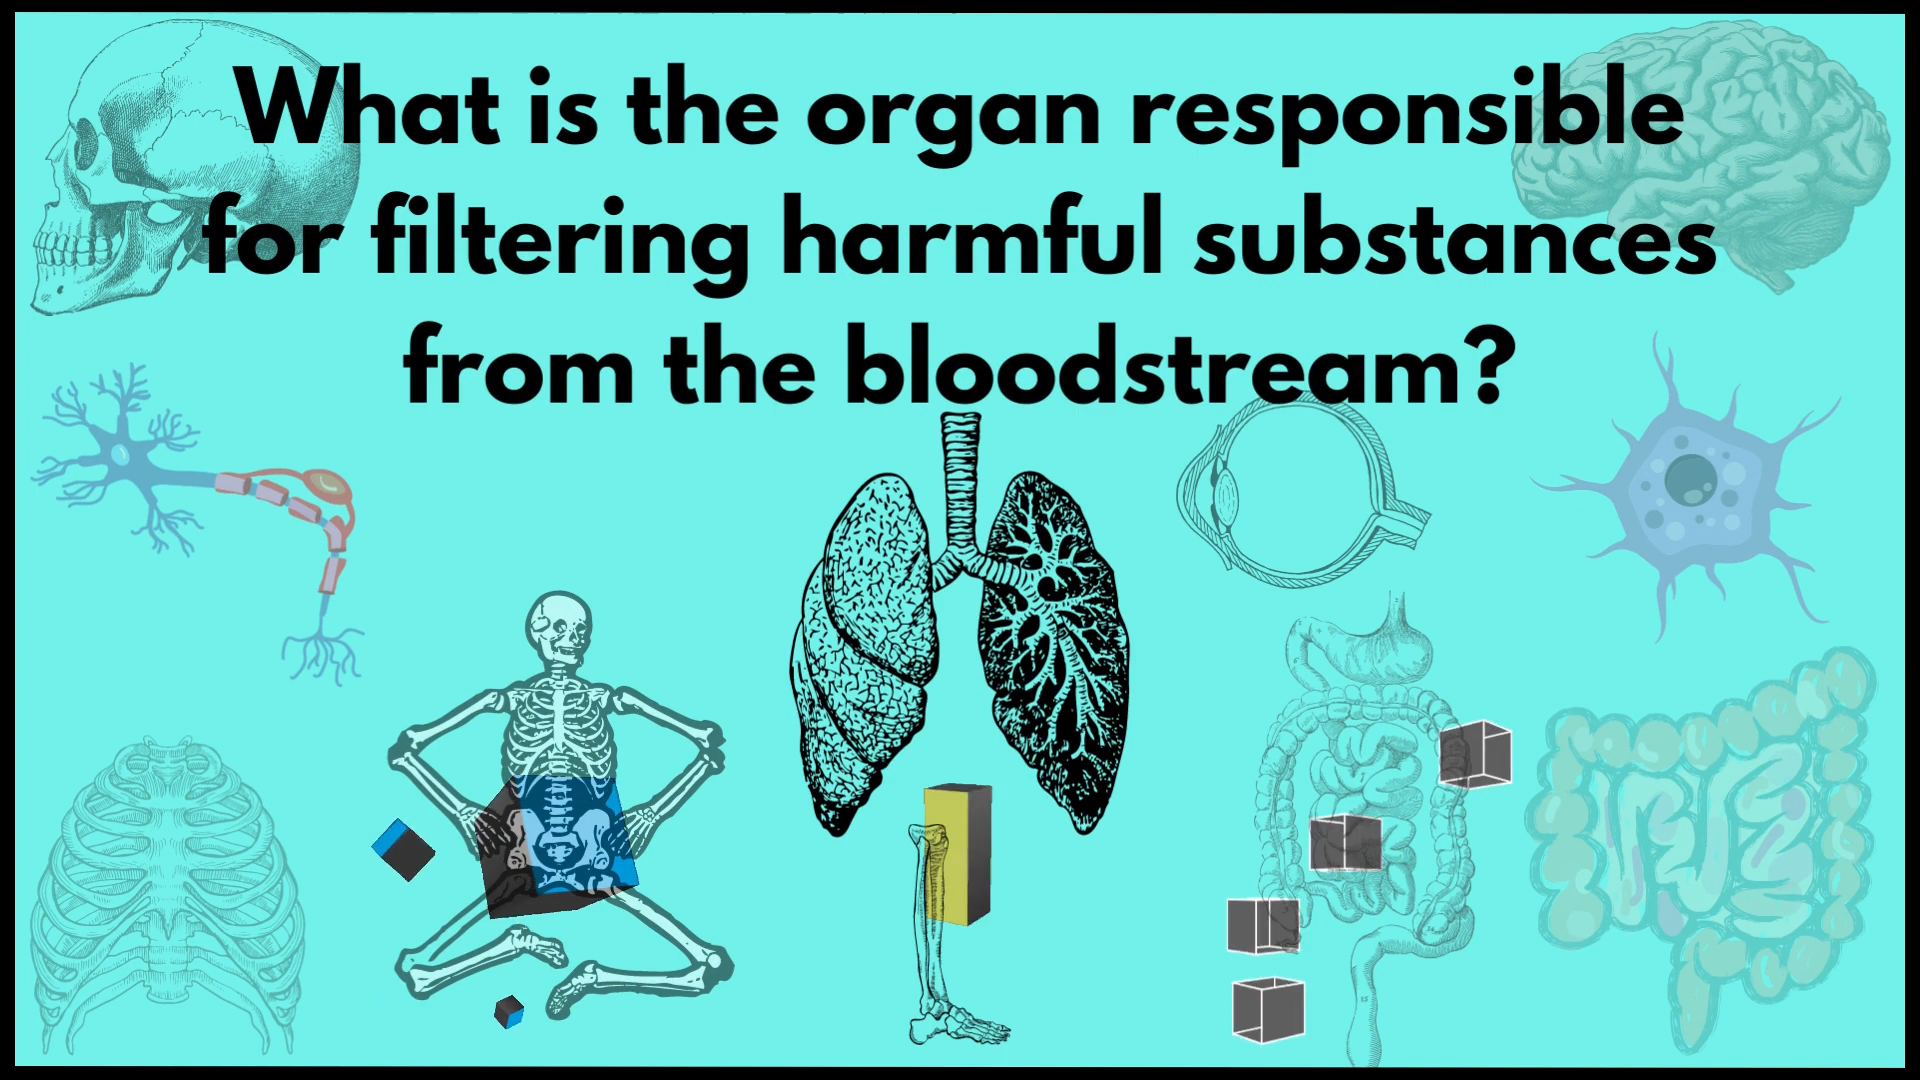 What is the organ responsible
for filtering harmful substances
from the bloodstream?